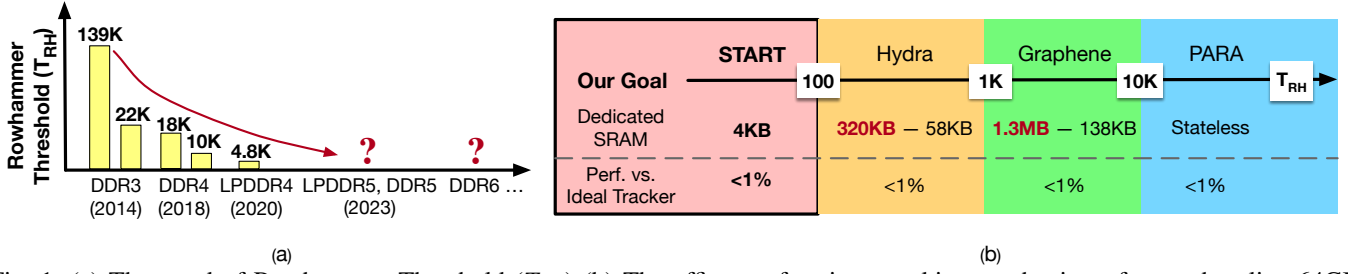 Rowhammer
Threshold (TRH)
139K
22K
18K
10K
4.8K
?
?
DDR3
(2014)
DDR4
(2018)
LPDDR4
(2020)
LPDDR5, DDR5
(2023)
DDR6 ...
(a)
START
Hydra
Graphene
PARA
Our Goal
100
1K
10K
TRH
Dedicated
SRAM
4KB
320KB — 58KB
1.3MB — 138KB
Stateless
Perf. vs.
Ideal Tracker
<1%
<1%
<1%
<1%
(b)